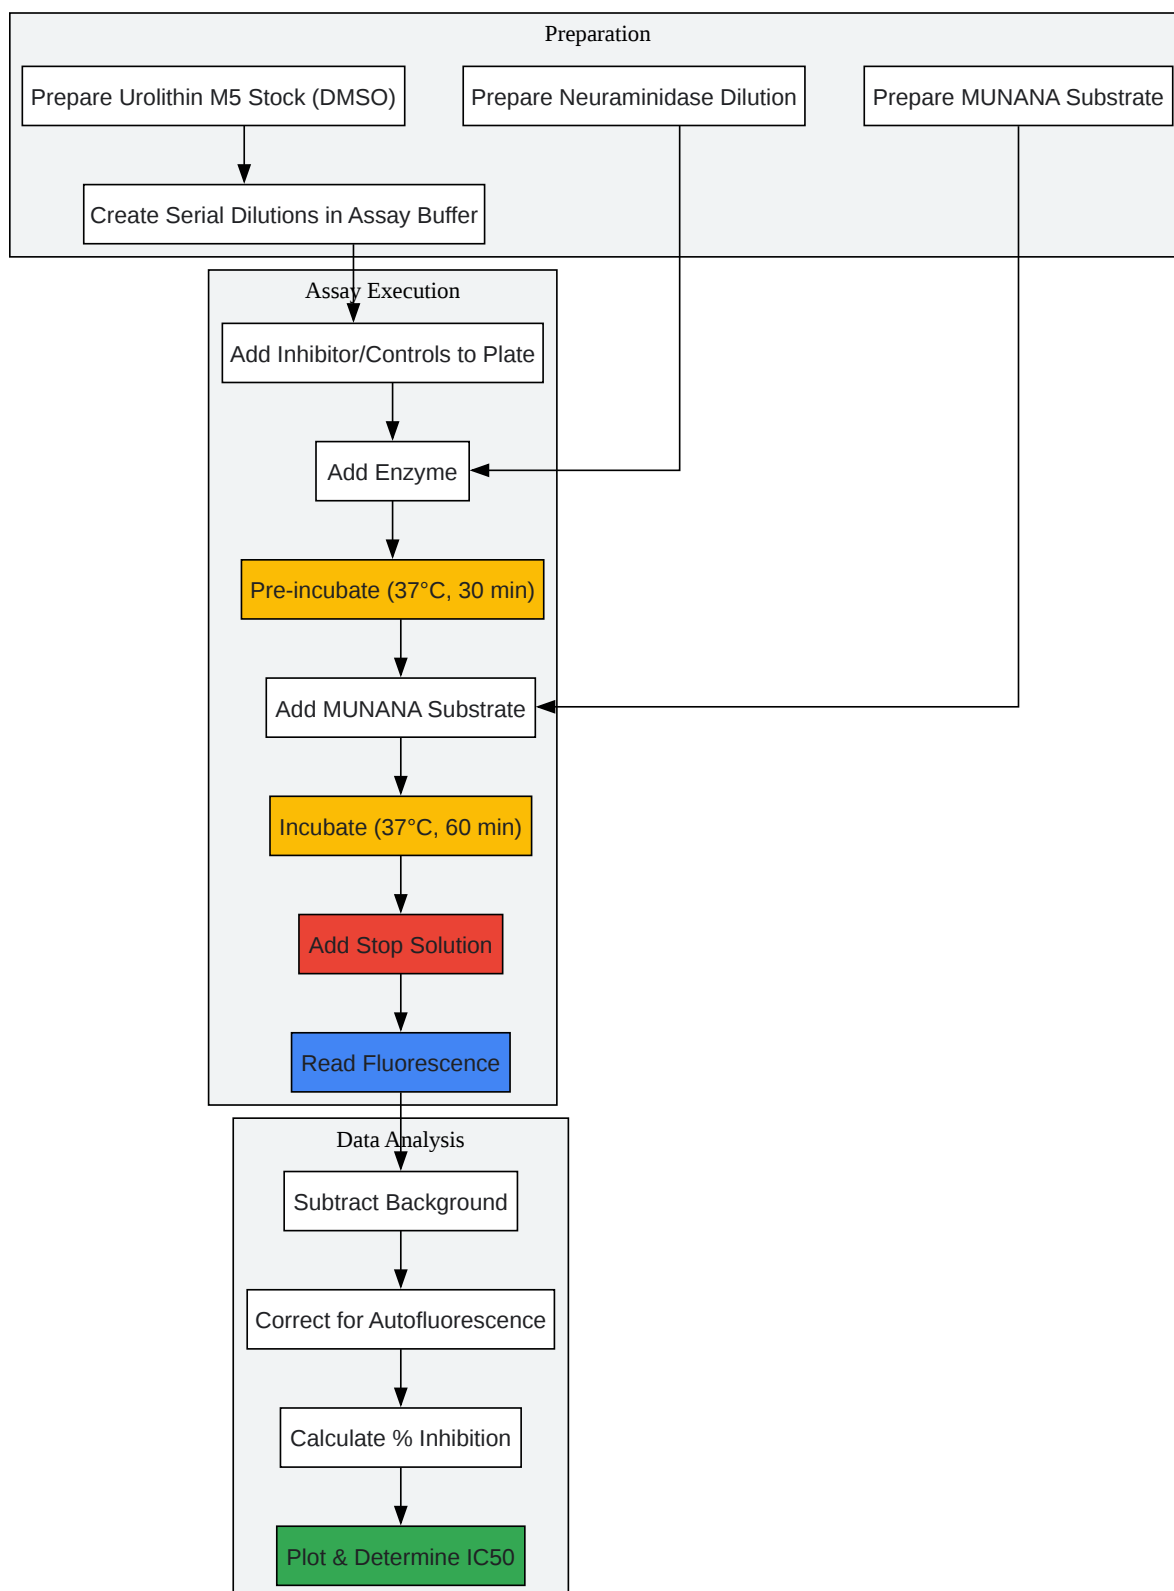 Preparation
Prepare Urolithin M5 Stock (DMSO)
Prepare Neuraminidase Dilution
Prepare MUNANA Substrate
Create Serial Dilutions in Assay Buffer
Assay Execution
Add Inhibitor/Controls to Plate
Add Enzyme
Pre-incubate (37°C, 30 min)
Add MUNANA Substrate
Incubate (37°C, 60 min)
Add Stop Solution
Read Fluorescence
Data Analysis
Subtract Background
Correct for Autofluorescence
Calculate % Inhibition
Plot & Determine IC50